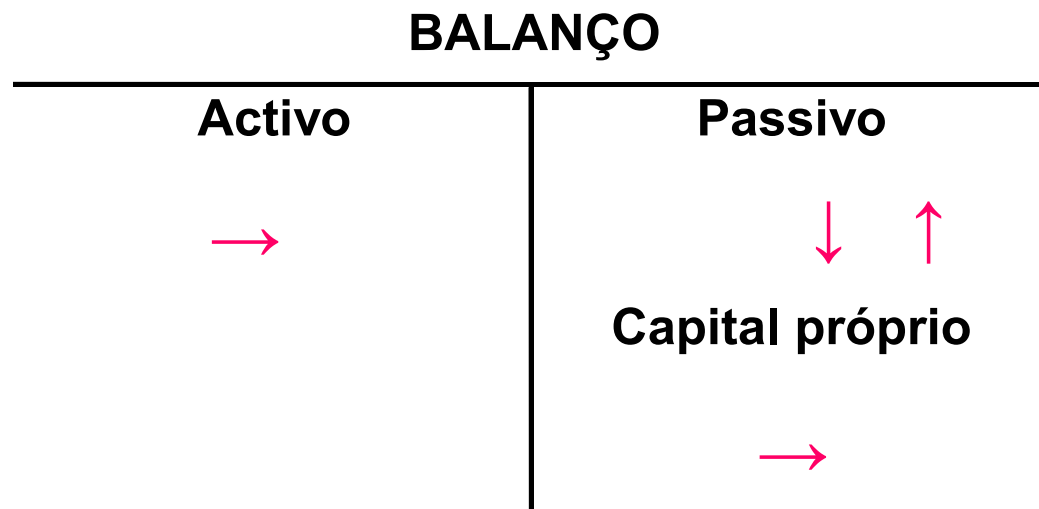 BALANÇO
Activo
Passivo
→
↓ ↑
Capital próprio
→